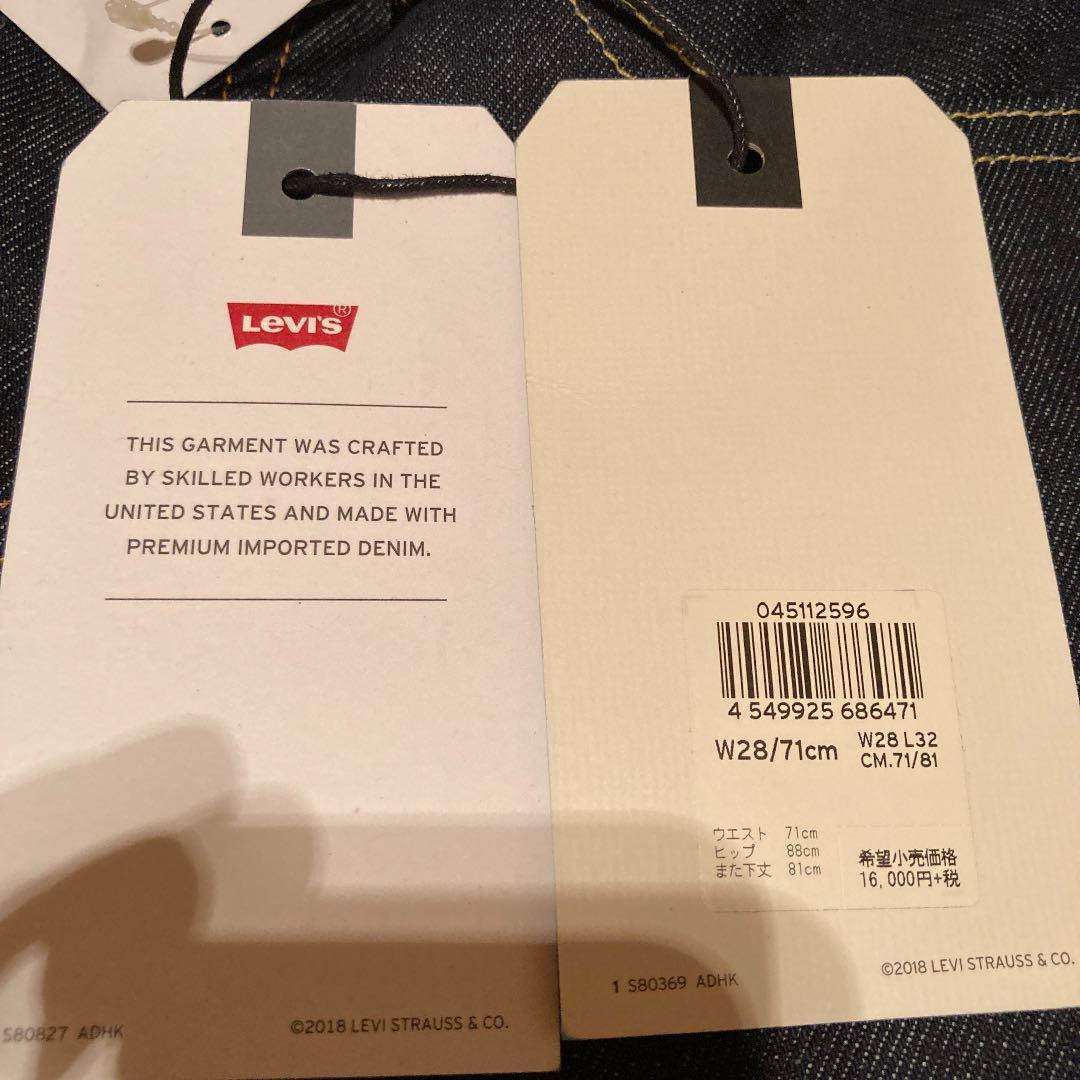 LEVI'S ®
THIS GARMENT WAS CRAFTED
BY SKILLED WORKERS IN THE
UNITED STATES AND MADE WITH
PREMIUM IMPORTED DENIM.
S80827 ADHK
©2018 LEVI STRAUSS & CO.
045112596
4 549925 686471
W28/71cm
W28 L32
CM.71/81
ウエスト 71cm
ヒップ 88cm
また下丈 81cm
希望小売価格
16,000円+税
1 S80369 ADHK
©2018 LEVI STRAUSS & CO.